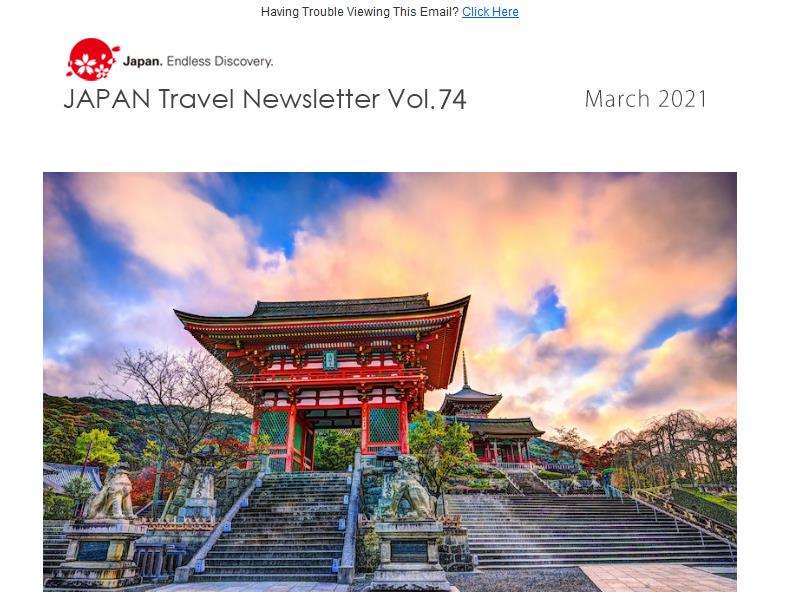 Having Trouble Viewing This Email? Click Here
Japan. Endless Discovery.
JAPAN Travel Newsletter Vol.74
March 2021